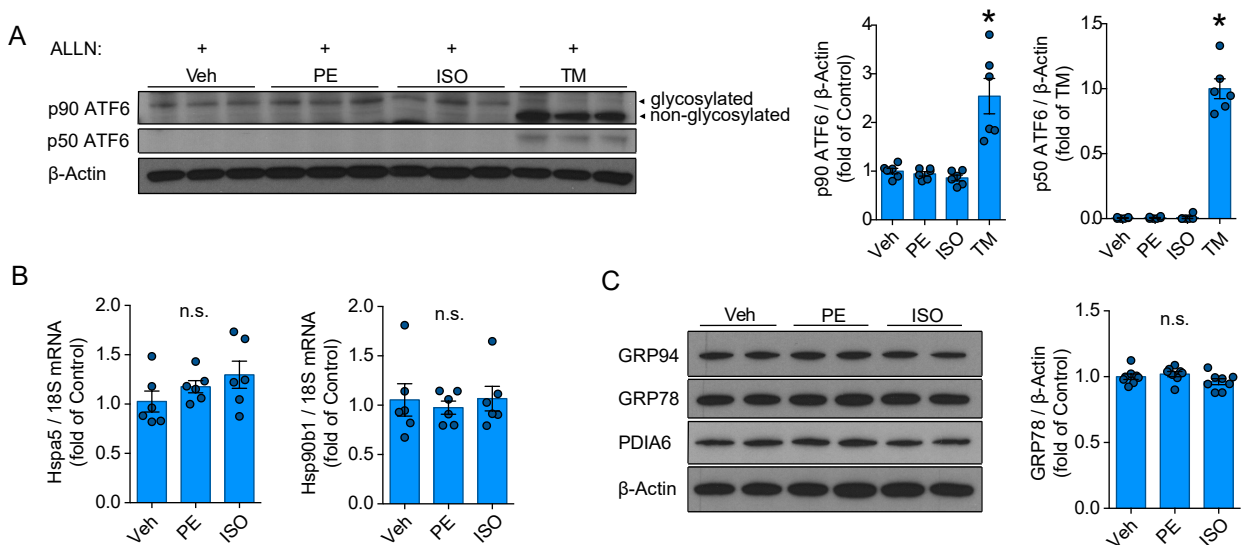 A
ALLN: + + + +
Veh PE ISO TM
p90 ATF6
glycosylated
non-glycosylated
p50 ATF6
β-Actin
p90 ATF6 / β-Actin
(fold of Control)
4
3
2
1
0
*
Veh PE ISO TM
p50 ATF6 / β-Actin
(fold of TM)
1.5
1.0
0.5
0.0
*
Veh PE ISO TM
B
Hspa5 / 18S mRNA
(fold of Control)
2.0
1.5
1.0
0.5
0.0
n.s.
Veh PE ISO
Hsp90b1 / 18S mRNA
(fold of Control)
2.0
1.5
1.0
0.5
0.0
n.s.
Veh PE ISO
C
Veh PE ISO
GRP94
GRP78
PDIA6
β-Actin
GRP78 / β-Actin
(fold of Control)
1.5
1.0
0.5
0.0
n.s.
Veh PE ISO